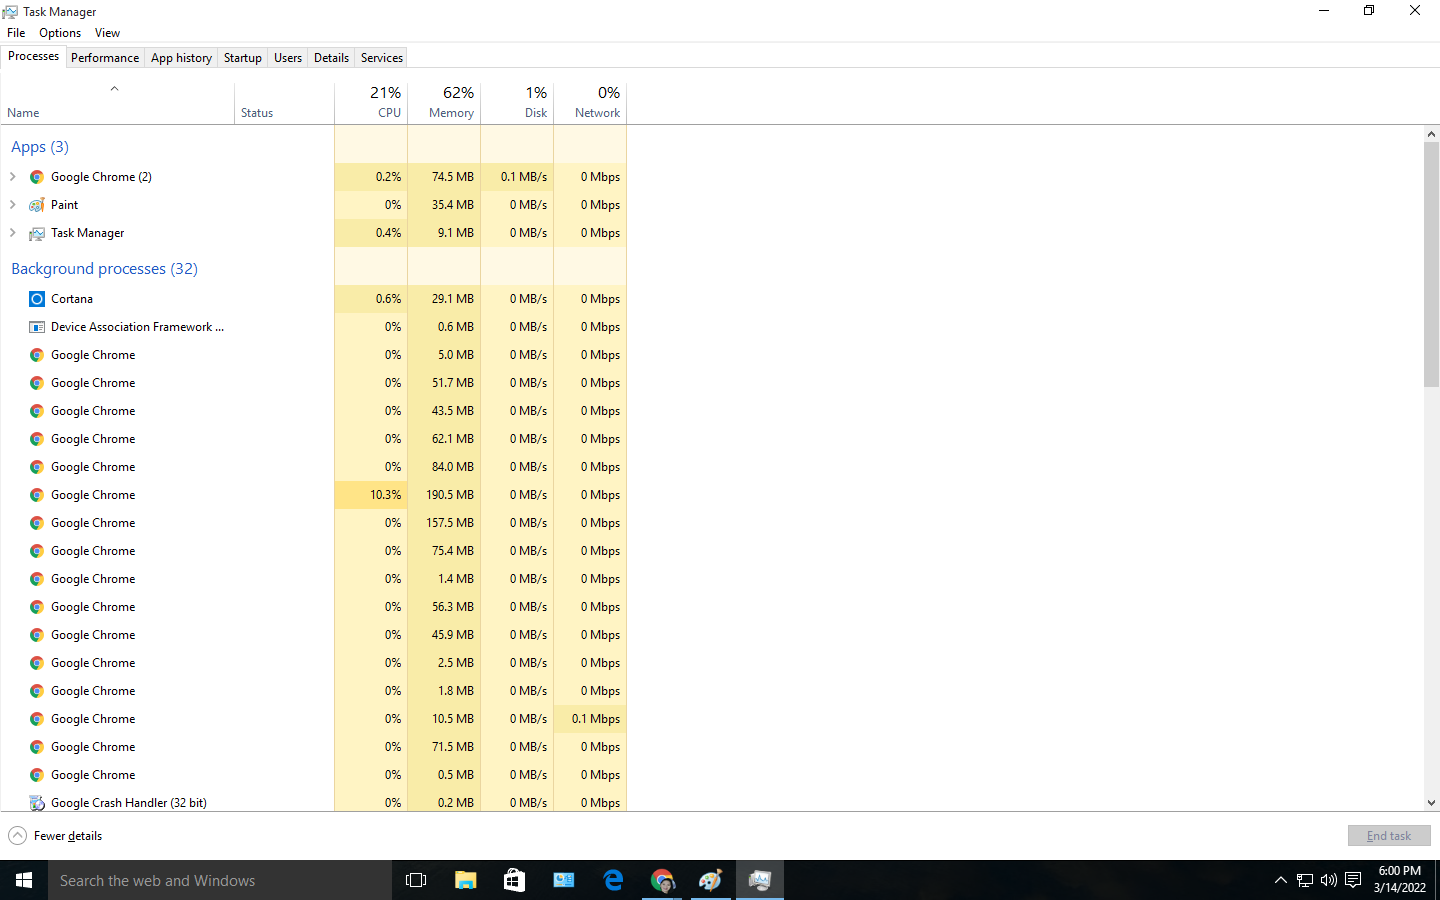 Task Manager
File Options View
Processes Performance App history Startup Users Details Services
21% 62% 1% 0%
Name Status CPU Memory Disk Network
Apps (3)
Google Chrome (2) 0.2% 74.5 MB 0.1 MB/s 0 Mbps
Paint 0% 35.4 MB 0 MB/s 0 Mbps
Task Manager 0.4% 9.1 MB 0 MB/s 0 Mbps
Background processes (32)
Cortana 0.6% 29.1 MB 0 MB/s 0 Mbps
Device Association Framework ... 0% 0.6 MB 0 MB/s 0 Mbps
Google Chrome 0% 5.0 MB 0 MB/s 0 Mbps
Google Chrome 0% 51.7 MB 0 MB/s 0 Mbps
Google Chrome 0% 43.5 MB 0 MB/s 0 Mbps
Google Chrome 0% 62.1 MB 0 MB/s 0 Mbps
Google Chrome 0% 84.0 MB 0 MB/s 0 Mbps
Google Chrome 10.3% 190.5 MB 0 MB/s 0 Mbps
Google Chrome 0% 157.5 MB 0 MB/s 0 Mbps
Google Chrome 0% 75.4 MB 0 MB/s 0 Mbps
Google Chrome 0% 1.4 MB 0 MB/s 0 Mbps
Google Chrome 0% 56.3 MB 0 MB/s 0 Mbps
Google Chrome 0% 45.9 MB 0 MB/s 0 Mbps
Google Chrome 0% 2.5 MB 0 MB/s 0 Mbps
Google Chrome 0% 1.8 MB 0 MB/s 0 Mbps
Google Chrome 0% 10.5 MB 0 MB/s 0.1 Mbps
Google Chrome 0% 71.5 MB 0 MB/s 0 Mbps
Google Chrome 0% 0.5 MB 0 MB/s 0 Mbps
Google Crash Handler (32 bit) 0% 0.2 MB 0 MB/s 0 Mbps
Fewer details End task
Search the web and Windows
6:00 PM
3/14/2022